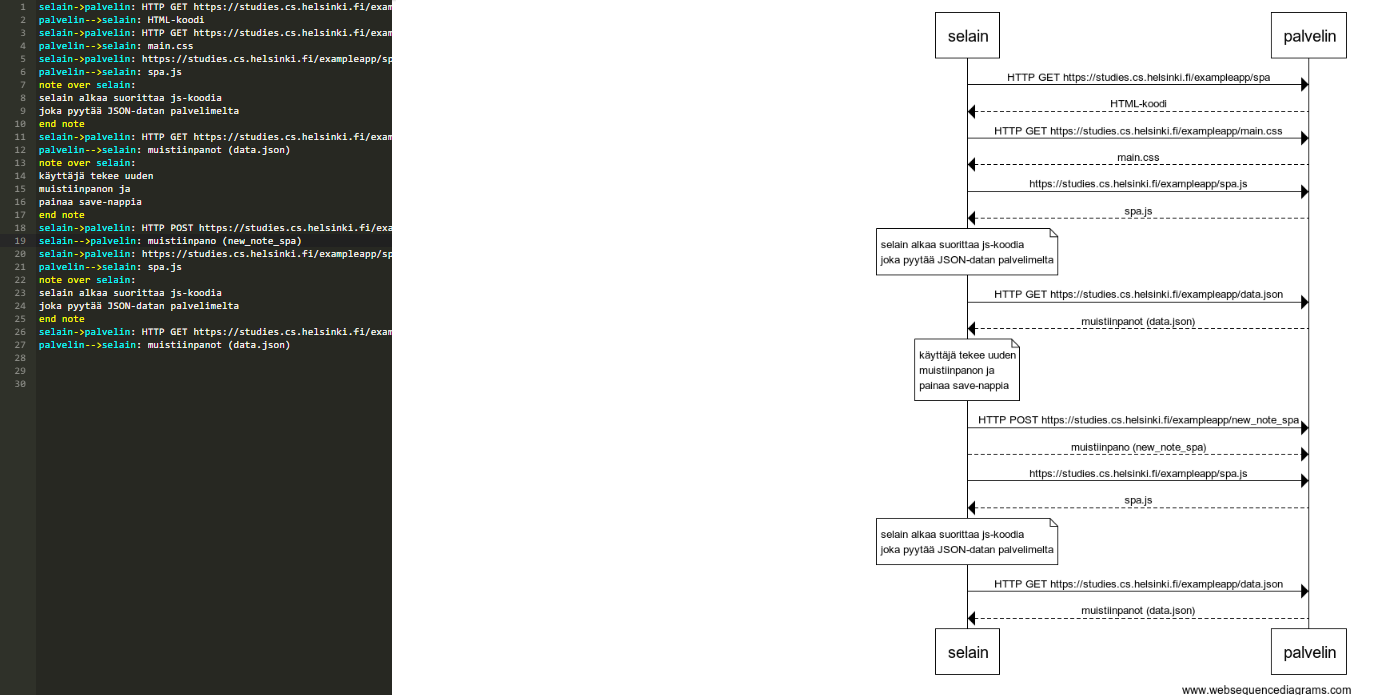 1 selain->palvelin: HTTP GET https://studies.cs.helsinki.fi/exam
2 palvelin-->selain: HTML-koodi
3 selain->palvelin: HTTP GET https://studies.cs.helsinki.fi/exam
4 palvelin-->selain: main.css
5 selain->palvelin: https://studies.cs.helsinki.fi/exampleapp/sp
6 palvelin-->selain: spa.js
7 note over selain:
8 selain alkaa suorittaa js-koodia
9 joka pyytää JSON-datan palvelimelta
10 end note
11 selain->palvelin: HTTP GET https://studies.cs.helsinki.fi/exam
12 palvelin-->selain: muistiinpanot (data.json)
13 note over selain:
14 käyttäjä tekee uuden
15 muistiinpanon ja
16 painaa save-nappia
17 end note
18 selain->palvelin: HTTP POST https://studies.cs.helsinki.fi/exa
19 selain-->palvelin: muistiinpano (new_note_spa)
20 selain->palvelin: https://studies.cs.helsinki.fi/exampleapp/sp
21 palvelin-->selain: spa.js
22 note over selain:
23 selain alkaa suorittaa js-koodia
24 joka pyytää JSON-datan palvelimelta
25 end note
26 selain->palvelin: HTTP GET https://studies.cs.helsinki.fi/exam
27 palvelin-->selain: muistiinpanot (data.json)
28
29
30
selain palvelin
HTTP GET https://studies.cs.helsinki.fi/exampleapp/spa
HTML-koodi
HTTP GET https://studies.cs.helsinki.fi/exampleapp/main.css
main.css
https://studies.cs.helsinki.fi/exampleapp/spa.js
spa.js
selain alkaa suorittaa js-koodia
joka pyytää JSON-datan palvelimelta
HTTP GET https://studies.cs.helsinki.fi/exampleapp/data.json
muistiinpanot (data.json)
käyttäjä tekee uuden
muistiinpanon ja
painaa save-nappia
HTTP POST https://studies.cs.helsinki.fi/exampleapp/new_note_spa
muistiinpano (new_note_spa)
https://studies.cs.helsinki.fi/exampleapp/spa.js
spa.js
selain alkaa suorittaa js-koodia
joka pyytää JSON-datan palvelimelta
HTTP GET https://studies.cs.helsinki.fi/exampleapp/data.json
muistiinpanot (data.json)
selain palvelin
www.websequencediagrams.com